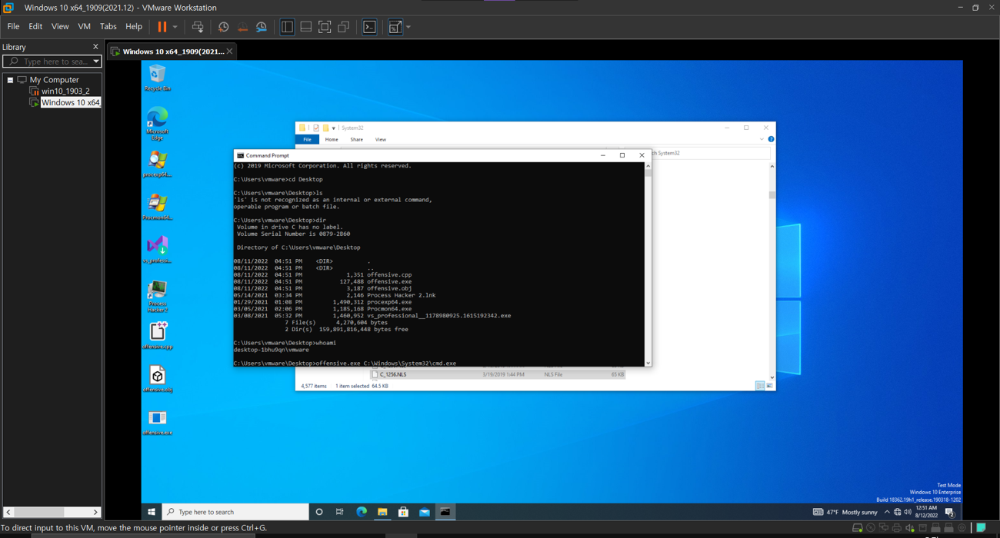 Windows 10 x64_1909(2021.12) - VMware Workstation
File Edit View VM Tabs Help
Library
Type here to sea...
My Computer
win10_1903_2
Windows 10 x64_
Windows 10 x64_1909(2021...
Recycle Bin
Microsoft
Edge
procexp64....
Procmon64...
vs_professi...
Process
Hacker 2
offensive.cpp
offensive.obj
offensive.exe
System32
File Home Share View
ch System32
Command Prompt
(c) 2019 Microsoft Corporation. All rights reserved.
C:\Users\vmware>cd Desktop
C:\Users\vmware\Desktop>ls
'ls' is not recognized as an internal or external command,
operable program or batch file.
C:\Users\vmware\Desktop>dir
Volume in drive C has no label.
Volume Serial Number is 0879-2B60
Directory of C:\Users\vmware\Desktop
08/11/2022 04:51 PM <DIR> .
08/11/2022 04:51 PM <DIR> ..
08/11/2022 04:51 PM 1,351 offensive.cpp
08/11/2022 04:51 PM 127,488 offensive.exe
08/11/2022 04:51 PM 3,187 offensive.obj
05/14/2021 03:34 PM 2,146 Process Hacker 2.lnk
01/29/2021 01:08 PM 1,490,312 procexp64.exe
03/05/2021 02:06 PM 1,185,168 Procmon64.exe
03/08/2021 05:32 PM 1,460,952 vs_professional__1178980925.1615192342.exe
7 File(s) 4,270,604 bytes
2 Dir(s) 159,891,816,448 bytes free
C:\Users\vmware\Desktop>whoami
desktop-1bhu9qn\vmware
C:\Users\vmware\Desktop>offensive.exe C:\Windows\System32\cmd.exe
C_1256.NLS 3/19/2019 1:44 PM NLS File 65 KB
4,577 items 1 item selected 64.5 KB
Test Mode
Windows 10 Enterprise
Build 18362.19h1_release.190318-1202
Type here to search
47°F Mostly sunny
12:51 AM
8/12/2022
2
To direct input to this VM, move the mouse pointer inside or press Ctrl+G.